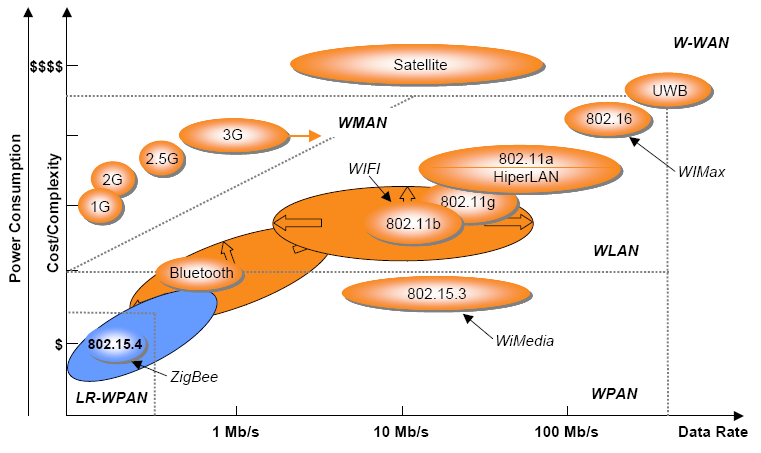 W-WAN
$$$$
Satellite
UWB
WMAN
802.16
3G
2.5G
802.11a
HiperLAN
WIMax
WIFI
2G
1G
802.11g
802.11b
WLAN
Bluetooth
802.15.3
WiMedia
$
802.15.4
ZigBee
LR-WPAN
WPAN
Power Consumption
Cost/Complexity
1 Mb/s
10 Mb/s
100 Mb/s
Data Rate